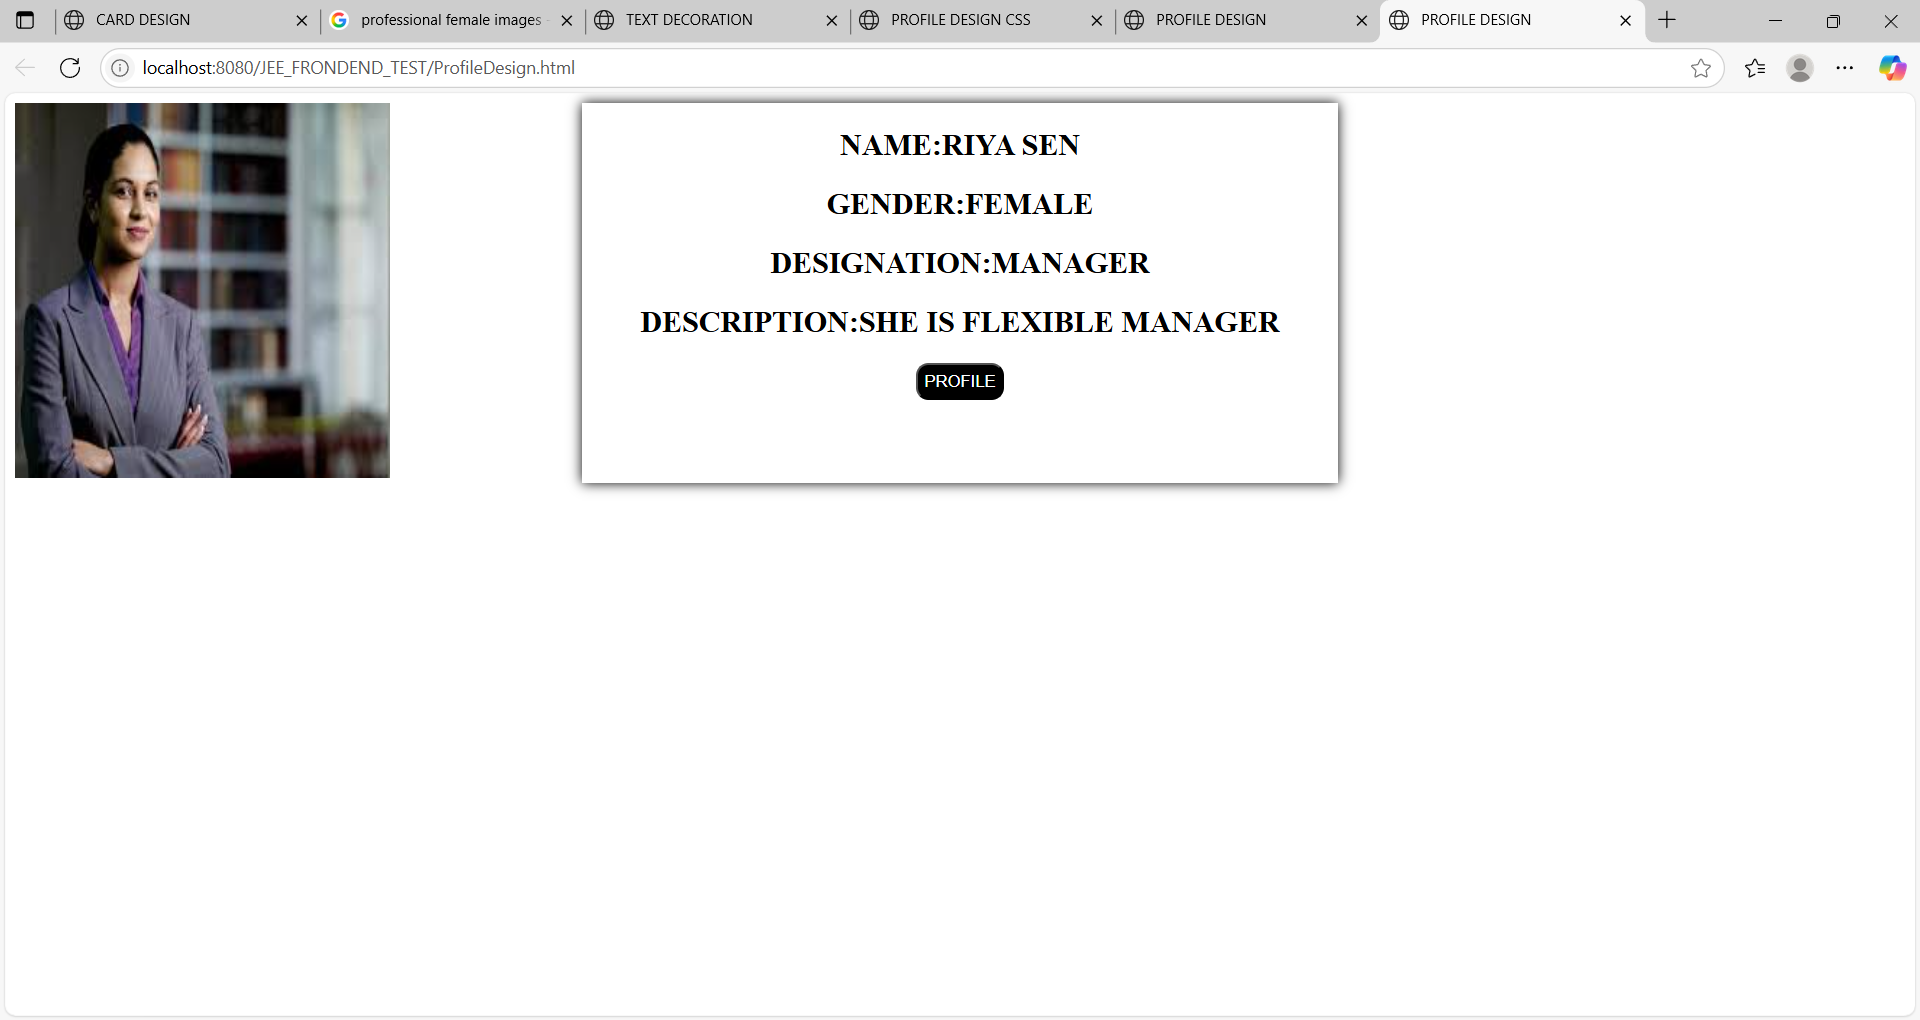 CARD DESIGN
professional female images -
TEXT DECORATION
PROFILE DESIGN CSS
PROFILE DESIGN
PROFILE DESIGN
localhost:8080/JEE_FRONDEND_TEST/ProfileDesign.html
NAME:RIYA SEN
GENDER:FEMALE
DESIGNATION:MANAGER
DESCRIPTION:SHE IS FLEXIBLE MANAGER
PROFILE